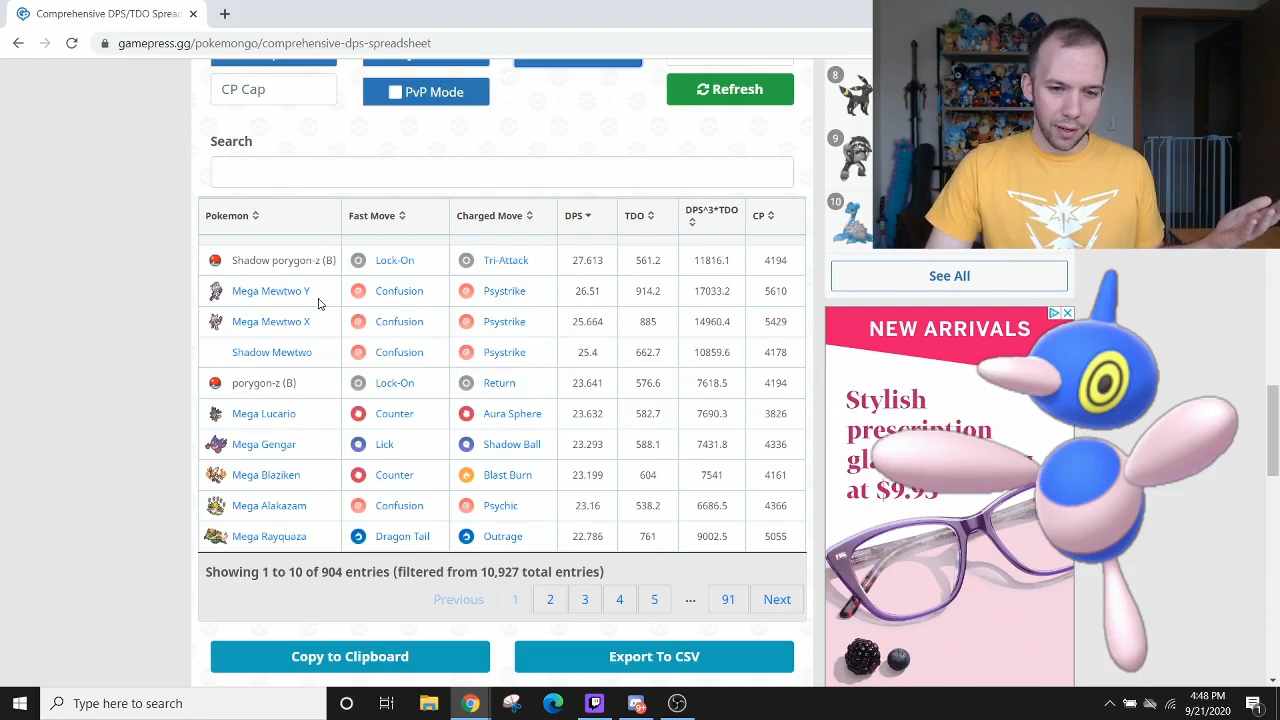 Comprehensive DPS/TDO Spread
gamepress.gg/pokemongo/comprehensive-dps-spreadsheet
CP Cap
PvP Mode
Refresh
Search
Pokemon Fast Move Charged Move DPS TDO DPS^3*TDO CP
Shadow porygon-z (B) Lock-On Tri-Attack 27.613 561.2 11816.1 4194
Mega Mewtwo Y Confusion Psystrike 26.51 914.2 17033.2 5610
Mega Mewtwo X Confusion Psystrike 25.664 885 14960.4 5429
Shadow Mewtwo Confusion Psystrike 25.4 662.7 10859.6 4178
porygon-z (B) Lock-On Return 23.641 576.6 7618.5 4194
Mega Lucario Counter Aura Sphere 23.632 582.7 7690.3 3826
Mega Gengar Lick Shadow Ball 23.293 588.1 7431.8 4336
Mega Blaziken Counter Blast Burn 23.199 604 7541 4161
Mega Alakazam Confusion Psychic 23.16 538.2 6686.5 4366
Mega Rayquaza Dragon Tail Outrage 22.786 761 9002.5 5055
Showing 1 to 10 of 904 entries (filtered from 10,927 total entries)
Previous 1 2 3 4 5 ... 91 Next
Copy to Clipboard
Export To CSV
8
9
10
See All
NEW ARRIVALS
Stylish
prescription
at $9.95
Type here to search
4:48 PM
9/21/2020
1